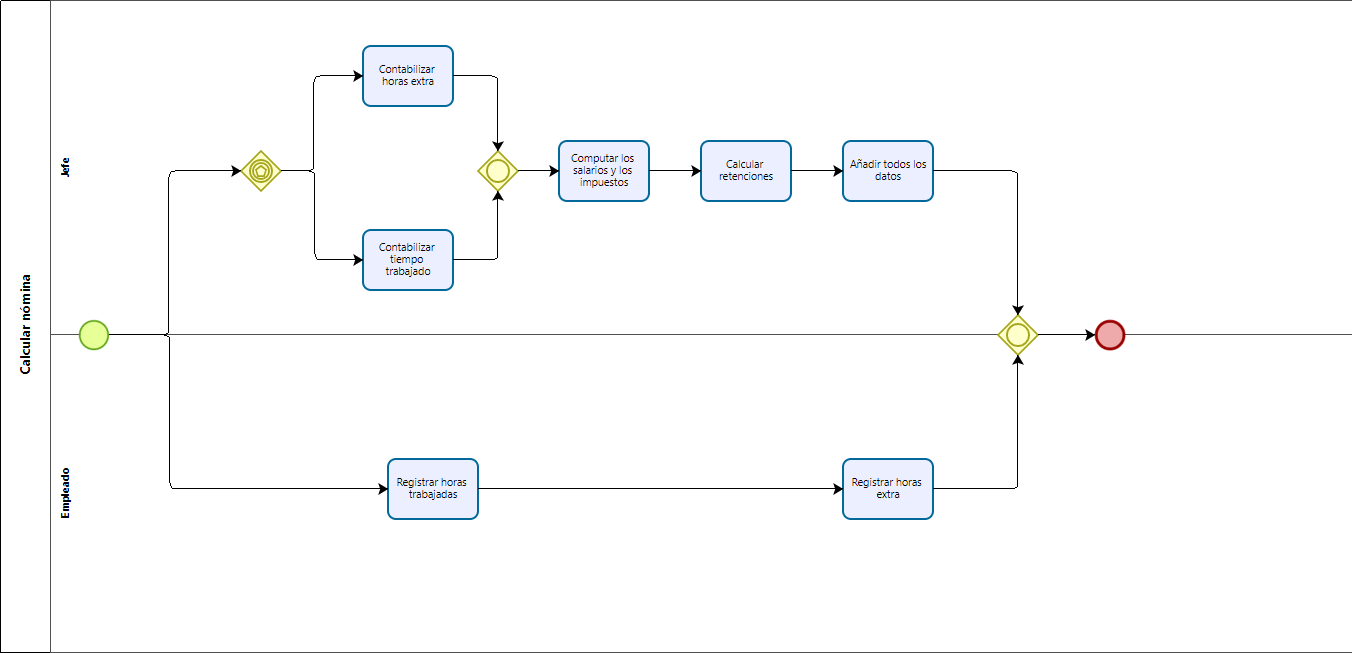 Calcular nómina
Jefe
Contabilizar
horas extra
Contabilizar
tiempo
trabajado
Computar los
salarios y los
impuestos
Calcular
retenciones
Añadir todos los
datos
Empleado
Registrar horas
trabajadas
Registrar horas
extra